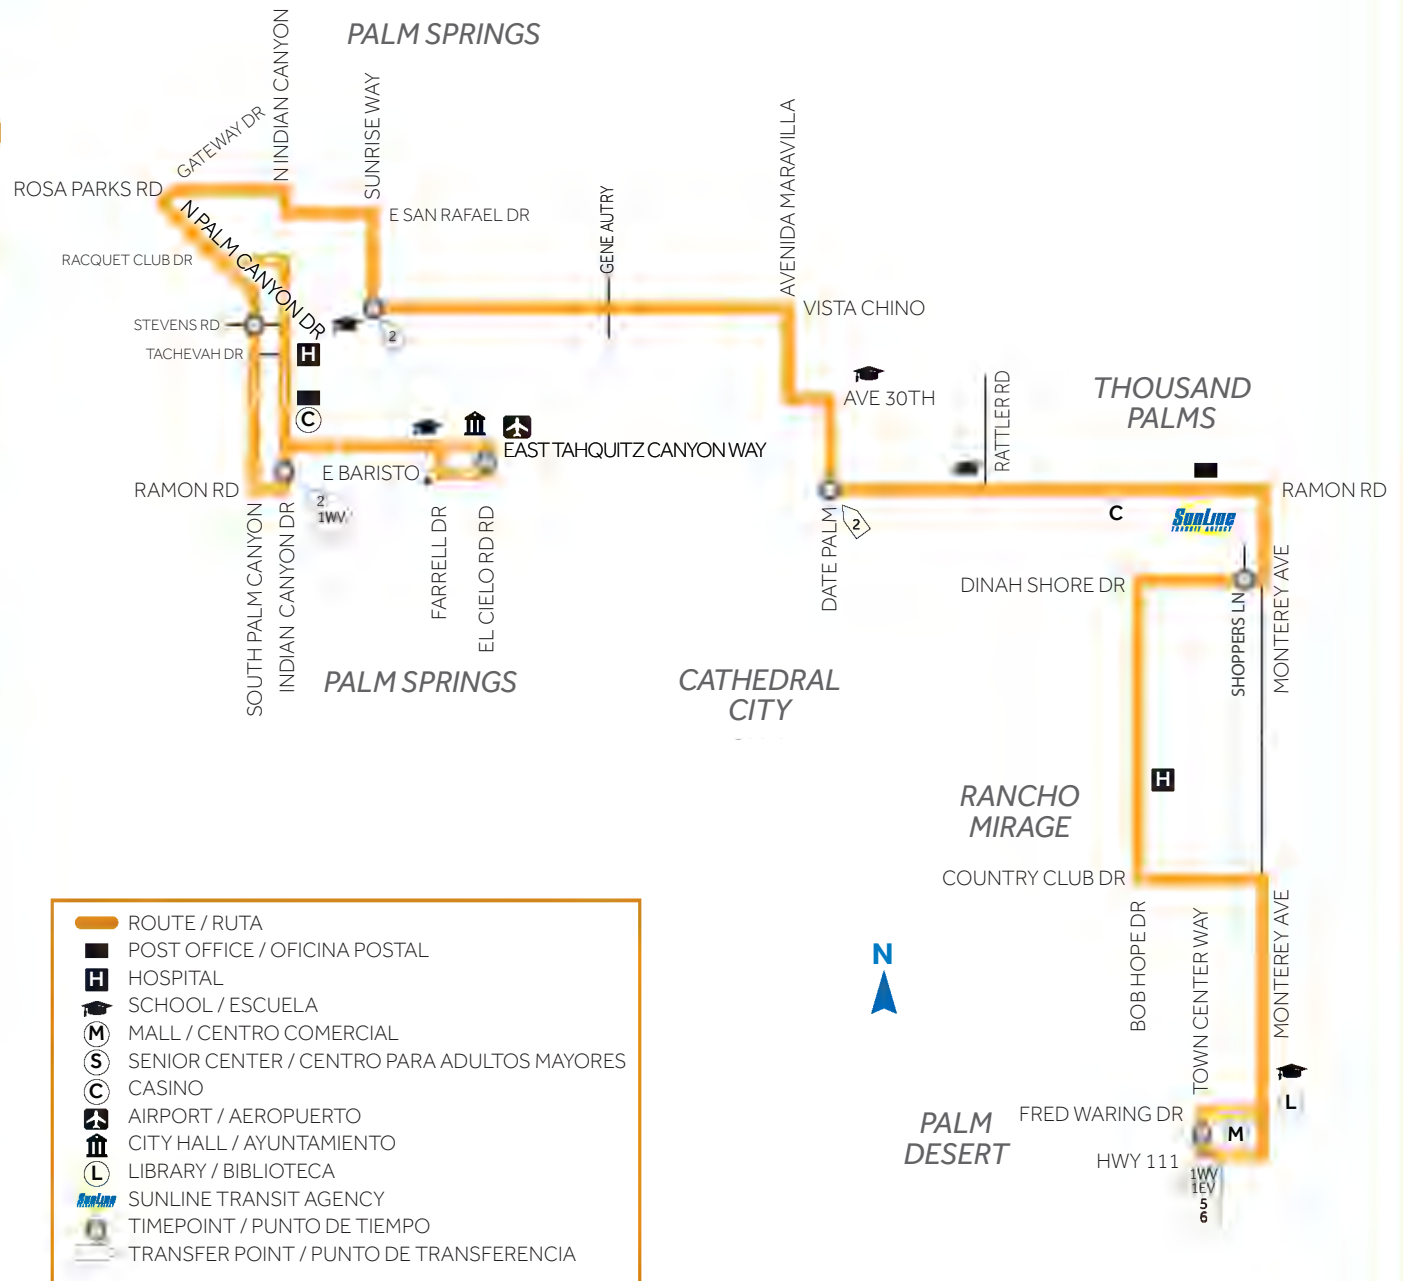 PALM SPRINGS
N INDIAN CANYON
SUNRISE WAY
GATEWAY DR
AVENIDA MARAVILLA
ROSA PARKS RD
N PALM CANYON DR
E SAN RAFAEL DR
GENE AUTRY
RACQUET CLUB DR
VISTA CHINO
STEVENS RD
2
TACHEVAH DR
H
AVE 30TH
RATTLER RD
THOUSAND
PALMS
C
EAST TAHQUITZ CANYON WAY
E BARISTO
RAMON RD
2
1WV
RAMON RD
C
SunLine
TRANSIT AGENCY
2
SOUTH PALM CANYON
INDIAN CANYON DR
FARRELL DR
EL CIELO RD RD
DATE PALM
DINAH SHORE DR
SHOPPERS LN
MONTEREY AVE
PALM SPRINGS
CATHEDRAL
CITY
H
RANCHO
MIRAGE
COUNTRY CLUB DR
BOB HOPE DR
TOWN CENTER WAY
MONTEREY AVE
N
L
FRED WARING DR
M
PALM
DESERT
HWY 111
1WV
1EV
5
6
ROUTE / RUTA
POST OFFICE / OFICINA POSTAL
H HOSPITAL
SCHOOL / ESCUELA
M MALL / CENTRO COMERCIAL
S SENIOR CENTER / CENTRO PARA ADULTOS MAYORES
C CASINO
AIRPORT / AEROPUERTO
CITY HALL / AYUNTAMIENTO
L LIBRARY / BIBLIOTECA
SunLine SUNLINE TRANSIT AGENCY
TIMEPOINT / PUNTO DE TIEMPO
TRANSFER POINT / PUNTO DE TRANSFERENCIA